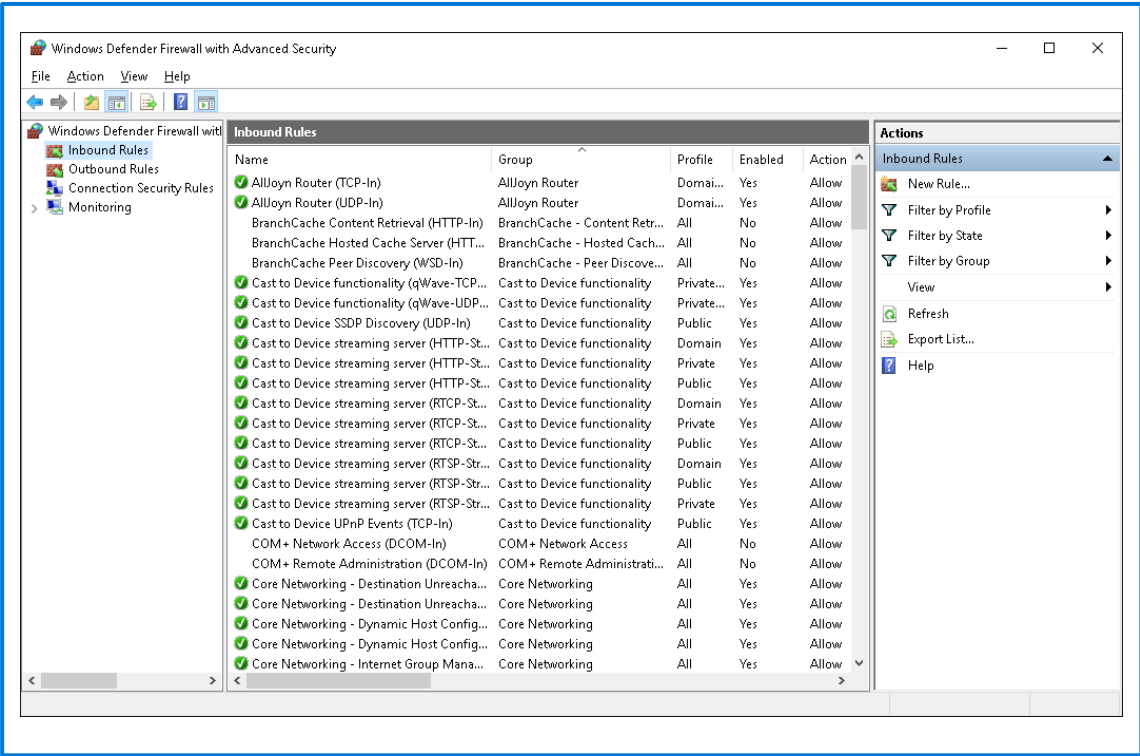 Windows Defender Firewall with Advanced Security
File Action View Help
Windows Defender Firewall witl
Inbound Rules
Outbound Rules
Connection Security Rules
Monitoring
Inbound Rules
Name Group Profile Enabled Action
AllJoyn Router (TCP-In) AllJoyn Router Domai... Yes Allow
AllJoyn Router (UDP-In) AllJoyn Router Domai... Yes Allow
BranchCache Content Retrieval (HTTP-In) BranchCache - Content Retr... All No Allow
BranchCache Hosted Cache Server (HTT... BranchCache - Hosted Cach... All No Allow
BranchCache Peer Discovery (WSD-In) BranchCache - Peer Discove... All No Allow
Cast to Device functionality (qWave-TCP... Cast to Device functionality Private... Yes Allow
Cast to Device functionality (qWave-UDP... Cast to Device functionality Private... Yes Allow
Cast to Device SSDP Discovery (UDP-In) Cast to Device functionality Public Yes Allow
Cast to Device streaming server (HTTP-St... Cast to Device functionality Domain Yes Allow
Cast to Device streaming server (HTTP-St... Cast to Device functionality Private Yes Allow
Cast to Device streaming server (HTTP-St... Cast to Device functionality Public Yes Allow
Cast to Device streaming server (RTCP-St... Cast to Device functionality Domain Yes Allow
Cast to Device streaming server (RTCP-St... Cast to Device functionality Private Yes Allow
Cast to Device streaming server (RTCP-St... Cast to Device functionality Public Yes Allow
Cast to Device streaming server (RTSP-Str... Cast to Device functionality Domain Yes Allow
Cast to Device streaming server (RTSP-Str... Cast to Device functionality Public Yes Allow
Cast to Device streaming server (RTSP-Str... Cast to Device functionality Private Yes Allow
Cast to Device UPnP Events (TCP-In) Cast to Device functionality Public Yes Allow
COM+ Network Access (DCOM-In) COM+ Network Access All No Allow
COM+ Remote Administration (DCOM-In) COM+ Remote Administrati... All No Allow
Core Networking - Destination Unreacha... Core Networking All Yes Allow
Core Networking - Destination Unreacha... Core Networking All Yes Allow
Core Networking - Dynamic Host Config... Core Networking All Yes Allow
Core Networking - Dynamic Host Config... Core Networking All Yes Allow
Core Networking - Internet Group Mana... Core Networking All Yes Allow
Actions
Inbound Rules
New Rule...
Filter by Profile
Filter by State
Filter by Group
View
Refresh
Export List...
Help